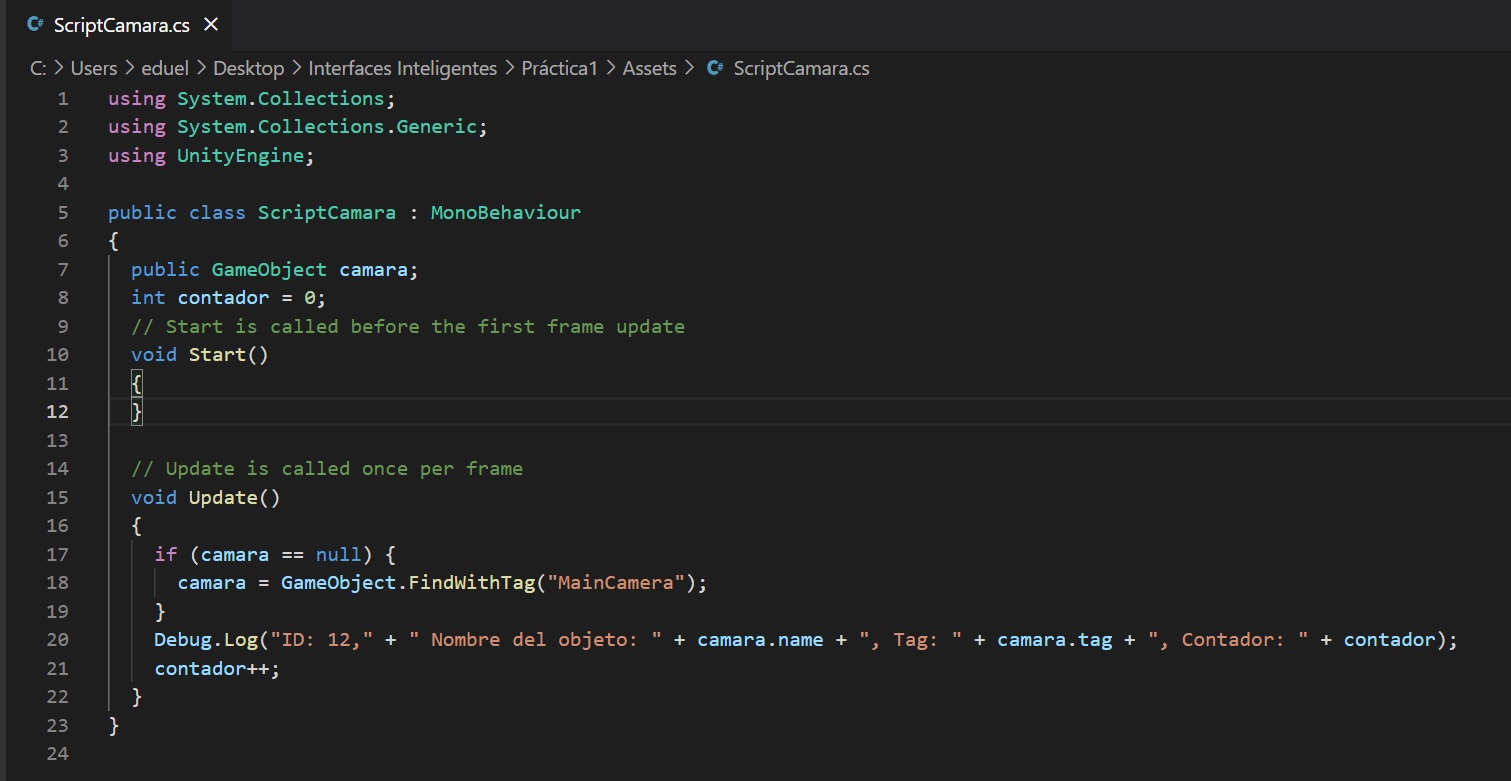 ScriptCamara.cs
C: > Users > eduel > Desktop > Interfaces Inteligentes > Práctica1 > Assets > ScriptCamara.cs
1 using System.Collections;
2 using System.Collections.Generic;
3 using UnityEngine;
4
5 public class ScriptCamara : MonoBehaviour
6 {
7 public GameObject camara;
8 int contador = 0;
9 // Start is called before the first frame update
10 void Start()
11 {
12 }
13
14 // Update is called once per frame
15 void Update()
16 {
17 if (camara == null) {
18 camara = GameObject.FindWithTag("MainCamera");
19 }
20 Debug.Log("ID: 12," + " Nombre del objeto: " + camara.name + ", Tag: " + camara.tag + ", Contador: " + contador);
21 contador++;
22 }
23 }
24